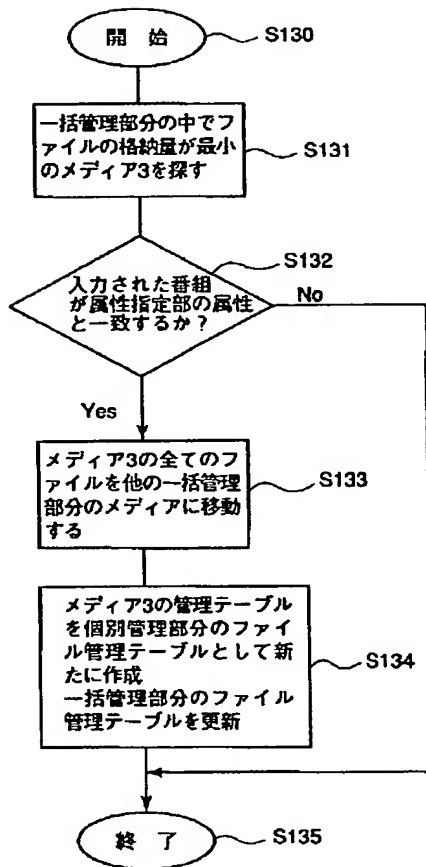 開 始
S130
一括管理部分の中でフ
ァイルの格納量が最小
のメディア3を探す
S131
S132
入力された番組
が属性指定部の属性
と一致するか？
No
Yes
メディア3の全てのフ
ァイルを他の一括管理
部分のメディアに移動
する
S133
メディア3の管理テーブル
を個別管理部分のファイ
ル管理テーブルとして新
たに作成
一括管理部分のファイル
管理テーブルを更新
S134
終 了
S135